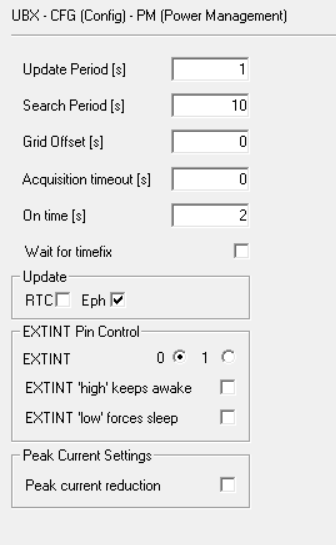 UBX - CFG (Config) - PM (Power Management)
Update Period [s] 1
Search Period [s] 10
Grid Offset [s] 0
Acquisition timeout [s] 0
On time [s] 2
Wait for timefix
Update
RTC Eph
EXTINT Pin Control
EXTINT 0 1
EXTINT 'high' keeps awake
EXTINT 'low' forces sleep
Peak Current Settings
Peak current reduction